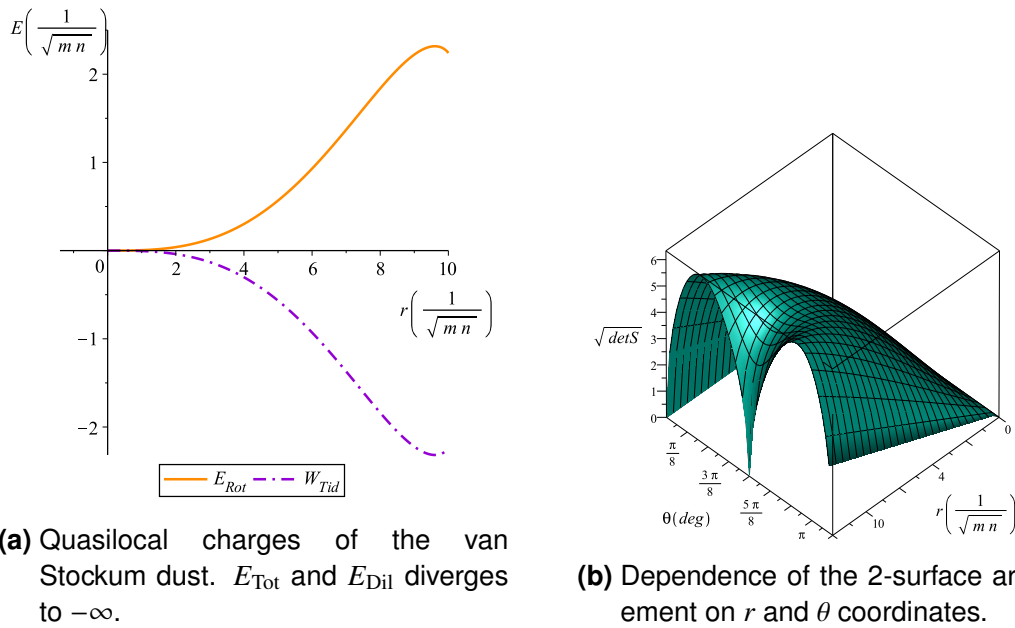 E(1/√(m n))
2
1
0
2
4
6
8
10
r(1/√(m n))
−1
−2
E_Rot W_Tid
6
5
4
3
2
1
0
√detS
π/8
3 π/8
5 π/8
π
θ(deg)
0
4
10
r(1/√(m n))
(a) Quasilocal charges of the van
Stockum dust. E_Tot and E_Dil diverges
to −∞.
(b) Dependence of the 2-surface ar
ement on r and θ coordinates.